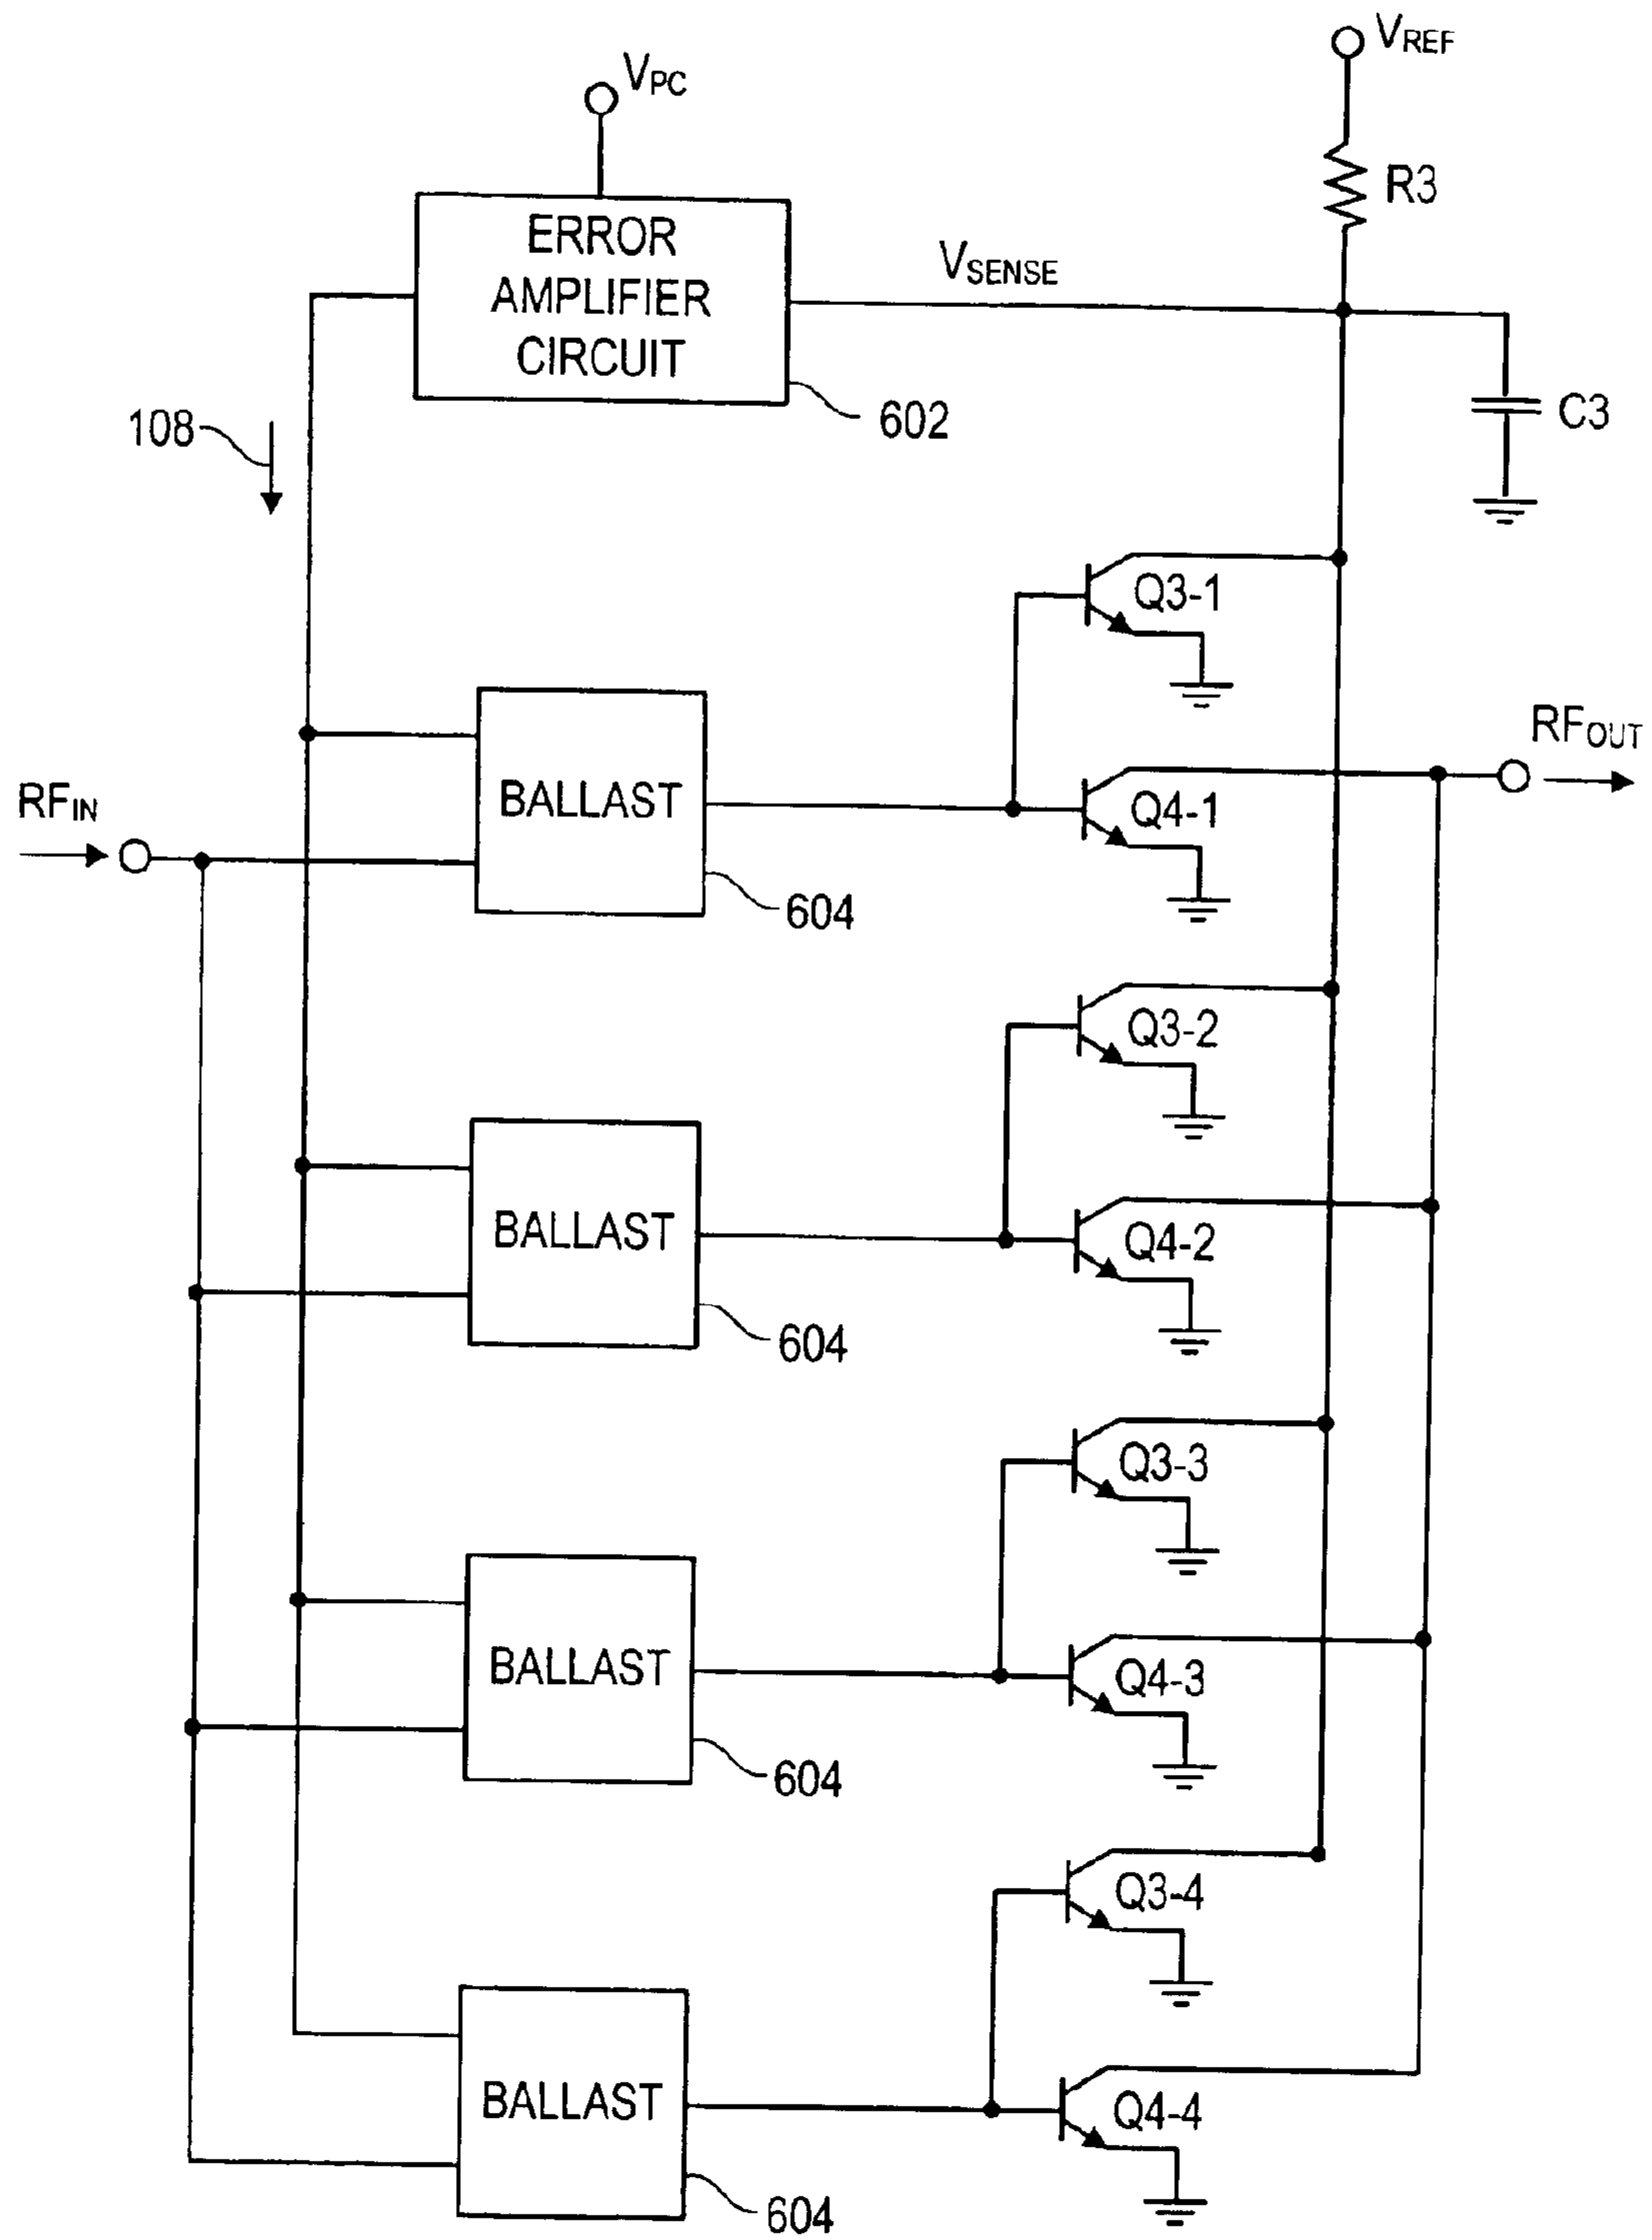 VREF
VPC
R3
ERROR
AMPLIFIER
CIRCUIT
VSENSE
602
C3
108
Q3-1
BALLAST
Q4-1
RFOUT
RFIN
604
Q3-2
BALLAST
Q4-2
604
Q3-3
BALLAST
Q4-3
604
Q3-4
BALLAST
Q4-4
604